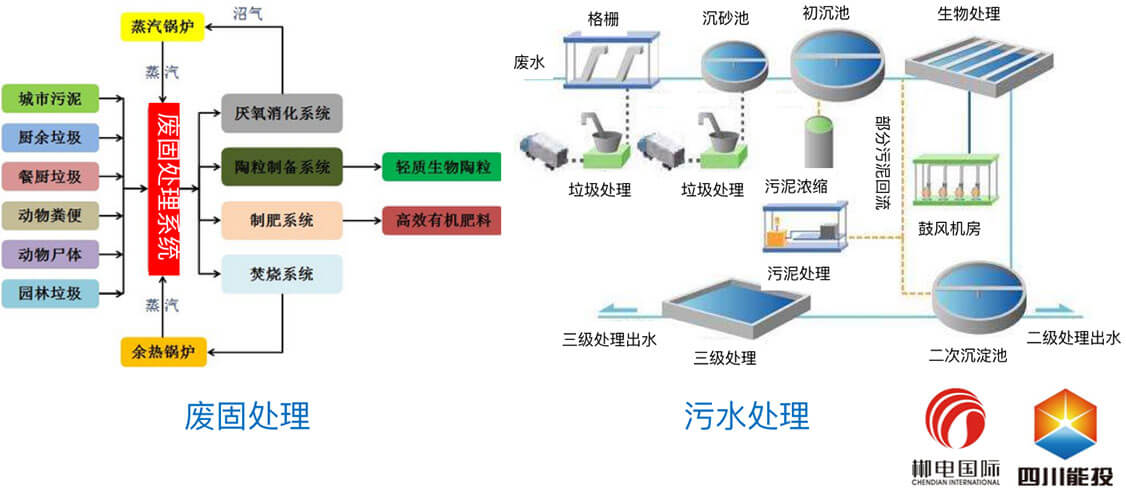 沼气
蒸汽锅炉
蒸汽
城市污泥
厨余垃圾
餐厨垃圾
动物粪便
动物尸体
园林垃圾
废固处理系统
厌氧消化系统
陶粒制备系统
轻质生物陶粒
制肥系统
高效有机肥料
焚烧系统
蒸汽
余热锅炉
废固处理
格栅
沉砂池
初沉池
生物处理
废水
垃圾处理
垃圾处理
污泥浓缩
部分污泥回流
鼓风机房
污泥处理
三级处理出水
三级处理
二次沉淀池
二级处理出水
污水处理
郴电国际
CHENDIAN INTERNATIONAL
四川能投